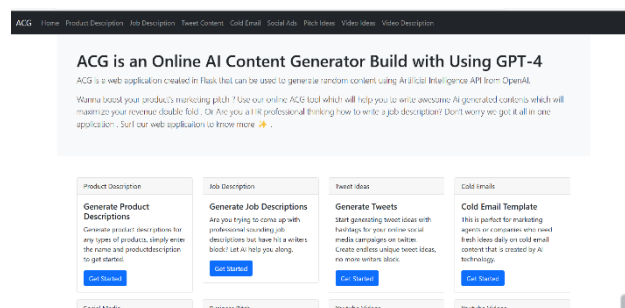 ACG Home Product Description Job Description Tweet Content Cold Email Social Ads Pitch Ideas Video Ideas Video Description
ACG is an Online AI Content Generator Build with Using GPT-4
ACG is a web application created in Flask that can be used to generate random content using Artificial Intelligence API from OpenAI.
Wanna boost your product's marketing pitch ? Use our online ACG tool which will help you to write awesome Ai generated contents which will
maximize your revenue double fold . Or Are you a HR professional thinking how to write a job description? Don't worry we got it all in one
application . Surf our web applicaiton to know more ✨ .
Product Description
Generate Product
Descriptions
Generate product descriptions for
any types of products, simply enter
the name and productdescription
to get started.
Get Started
Job Description
Generate Job Descriptions
Are you trying to come up with
professional sounding job
descriptions but have hit a writers
block? Let AI help you along.
Get Started
Tweet Ideas
Generate Tweets
Start generating tweet ideas with
hashtags for your online social
media campaigns on twitter.
Create endless unique tweet ideas,
no more writers block.
Get Started
Cold Emails
Cold Email Template
This is perfect for marketing
agents or companies who need
fresh ideas daily on cold email
content that is created by AI
technology.
Get Started
Social Media
Business Pitch
Youtube Videos
Youtube Videos